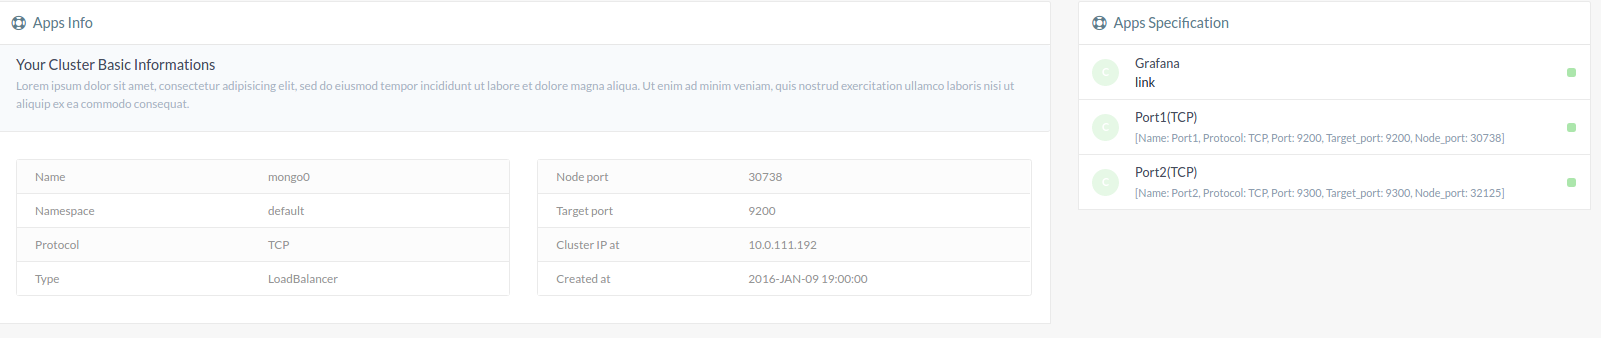 Apps Info
Your Cluster Basic Informations
Lorem ipsum dolor sit amet, consectetur adipisicing elit, sed do eiusmod tempor incididunt ut labore et dolore magna aliqua. Ut enim ad minim veniam, quis nostrud exercitation ullamco laboris nisi ut
aliquip ex ea commodo consequat.
Name mongo0
Namespace default
Protocol TCP
Type LoadBalancer
Node port 30738
Target port 9200
Cluster IP at 10.0.111.192
Created at 2016-JAN-09 19:00:00
Apps Specification
C
Grafana
link
C
Port1(TCP)
[Name: Port1, Protocol: TCP, Port: 9200, Target_port: 9200, Node_port: 30738]
C
Port2(TCP)
[Name: Port2, Protocol: TCP, Port: 9300, Target_port: 9300, Node_port: 32125]